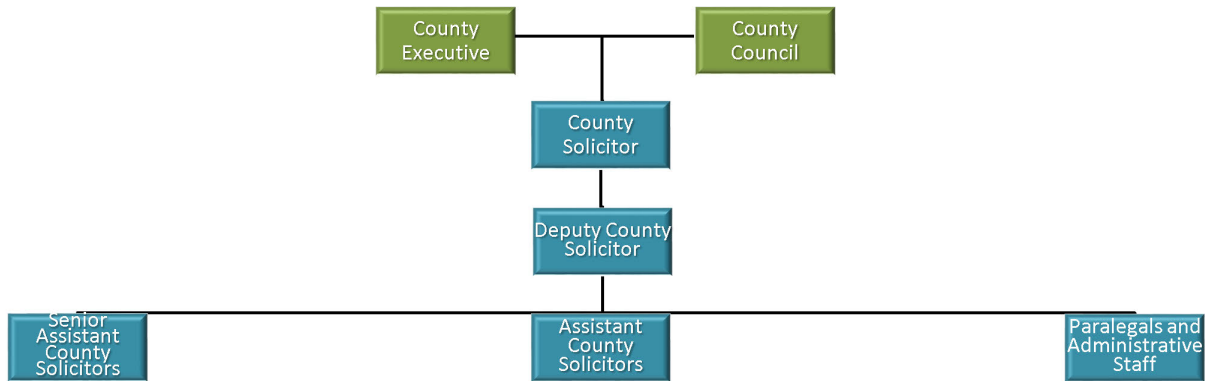 County
Executive
County
Council
County
Solicitor
Deputy County
Solicitor
Senior
Assistant
County
Solicitors
Assistant
County
Solicitors
Paralegals and
Administrative
Staff